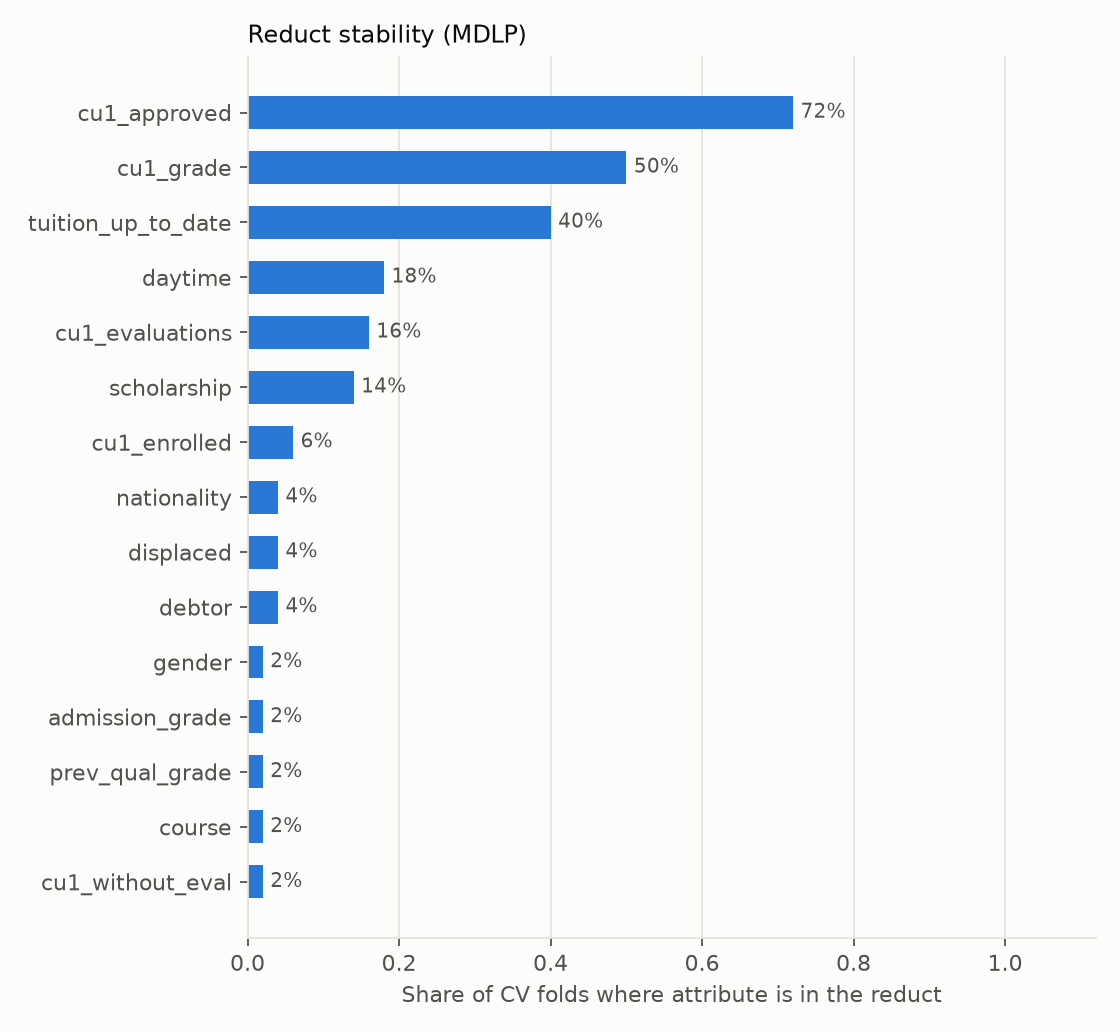 Reduct stability (MDLP)
cu1_approved 72%
cu1_grade 50%
tuition_up_to_date 40%
daytime 18%
cu1_evaluations 16%
scholarship 14%
cu1_enrolled 6%
nationality 4%
displaced 4%
debtor 4%
gender 2%
admission_grade 2%
prev_qual_grade 2%
course 2%
cu1_without_eval 2%
0.0 0.2 0.4 0.6 0.8 1.0
Share of CV folds where attribute is in the reduct